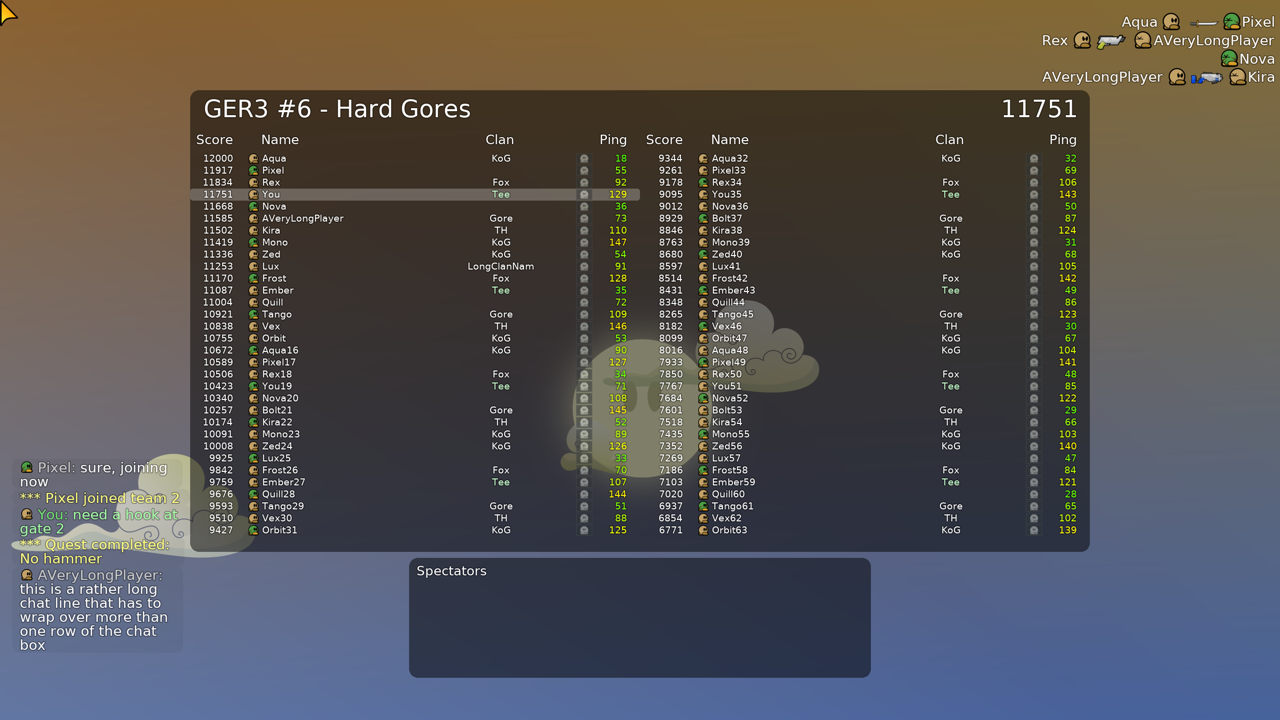 Aqua Pixel
Rex AVeryLongPlayer
Nova
AVeryLongPlayer Kira
GER3 #6 - Hard Gores 11751
Score Name Clan Ping Score Name Clan Ping
12000 Aqua KoG 18 9344 Aqua32 KoG 32
11917 Pixel 55 9261 Pixel33 69
11834 Rex Fox 92 9178 Rex34 Fox 106
11751 You Tee 129 9095 You35 Tee 143
11668 Nova 36 9012 Nova36 50
11585 AVeryLongPlayer Gore 73 8929 Bolt37 Gore 87
11502 Kira TH 110 8846 Kira38 TH 124
11419 Mono KoG 147 8763 Mono39 KoG 31
11336 Zed KoG 54 8680 Zed40 KoG 68
11253 Lux LongClanNam 91 8597 Lux41 105
11170 Frost Fox 128 8514 Frost42 Fox 142
11087 Ember Tee 35 8431 Ember43 Tee 49
11004 Quill 72 8348 Quill44 86
10921 Tango Gore 109 8265 Tango45 Gore 123
10838 Vex TH 146 8182 Vex46 TH 30
10755 Orbit KoG 53 8099 Orbit47 KoG 67
10672 Aqua16 KoG 90 8016 Aqua48 KoG 104
10589 Pixel17 127 7933 Pixel49 141
10506 Rex18 Fox 34 7850 Rex50 Fox 48
10423 You19 Tee 71 7767 You51 Tee 85
10340 Nova20 108 7684 Nova52 122
10257 Bolt21 Gore 145 7601 Bolt53 Gore 29
10174 Kira22 TH 52 7518 Kira54 TH 66
10091 Mono23 KoG 89 7435 Mono55 KoG 103
10008 Zed24 KoG 126 7352 Zed56 KoG 140
9925 Lux25 33 7269 Lux57 47
9842 Frost26 Fox 70 7186 Frost58 Fox 84
9759 Ember27 Tee 107 7103 Ember59 Tee 121
9676 Quill28 144 7020 Quill60 28
9593 Tango29 Gore 51 6937 Tango61 Gore 65
9510 Vex30 TH 88 6854 Vex62 TH 102
9427 Orbit31 KoG 125 6771 Orbit63 KoG 139
Pixel: sure, joining
now
*** Pixel joined team 2
You: need a hook at
gate 2
*** Quest completed:
No hammer
AVeryLongPlayer:
this is a rather long
chat line that has to
wrap over more than
one row of the chat
box
Spectators